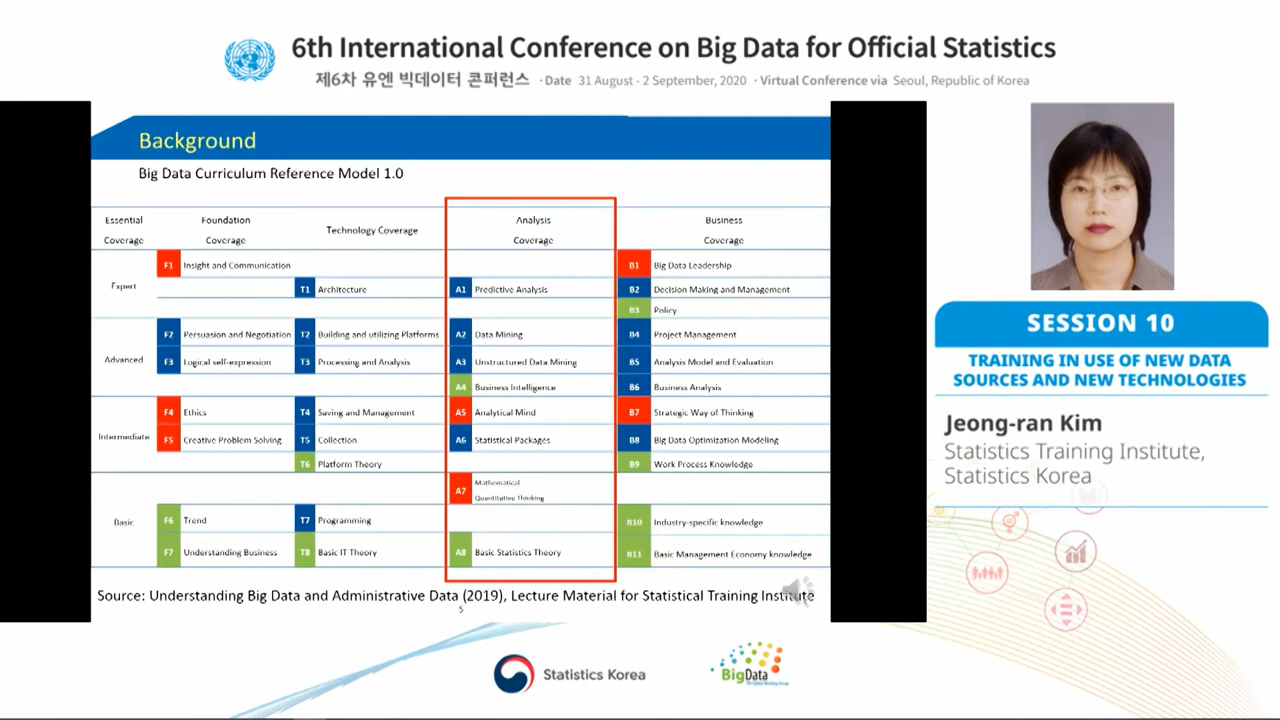 6th International Conference on Big Data for Official Statistics
제6차 유엔 빅데이터 콘퍼런스 · Date 31 August - 2 September, 2020 · Virtual Conference via Seoul, Republic of Korea
Background
Big Data Curriculum Reference Model 1.0
Essential Coverage
Foundation Coverage
Technology Coverage
Analysis Coverage
Business Coverage
Expert
F1 Insight and Communication
B1 Big Data Leadership
T1 Architecture
A1 Predictive Analysis
B2 Decision Making and Management
B3 Policy
Advanced
F2 Persuasion and Negotiation
T2 Building and utilizing Platforms
A2 Data Mining
B4 Project Management
F3 Logical self-expression
T3 Processing and Analysis
A3 Unstructured Data Mining
B5 Analysis Model and Evaluation
A4 Business Intelligence
B6 Business Analysis
Intermediate
F4 Ethics
T4 Saving and Management
A5 Analytical Mind
B7 Strategic Way of Thinking
F5 Creative Problem Solving
T5 Collection
A6 Statistical Packages
B8 Big Data Optimization Modeling
T6 Platform Theory
B9 Work Process Knowledge
Basic
A7 Mathematical
Quantitative Thinking
F6 Trend
T7 Programming
B10 Industry-specific knowledge
F7 Understanding Business
T8 Basic IT Theory
A8 Basic Statistics Theory
B11 Basic Management Economy knowledge
Source: Understanding Big Data and Administrative Data (2019), Lecture Material for Statistical Training Institute
5
SESSION 10
TRAINING IN USE OF NEW DATA
SOURCES AND NEW TECHNOLOGIES
Jeong-ran Kim
Statistics Training Institute,
Statistics Korea
Statistics Korea
BigData